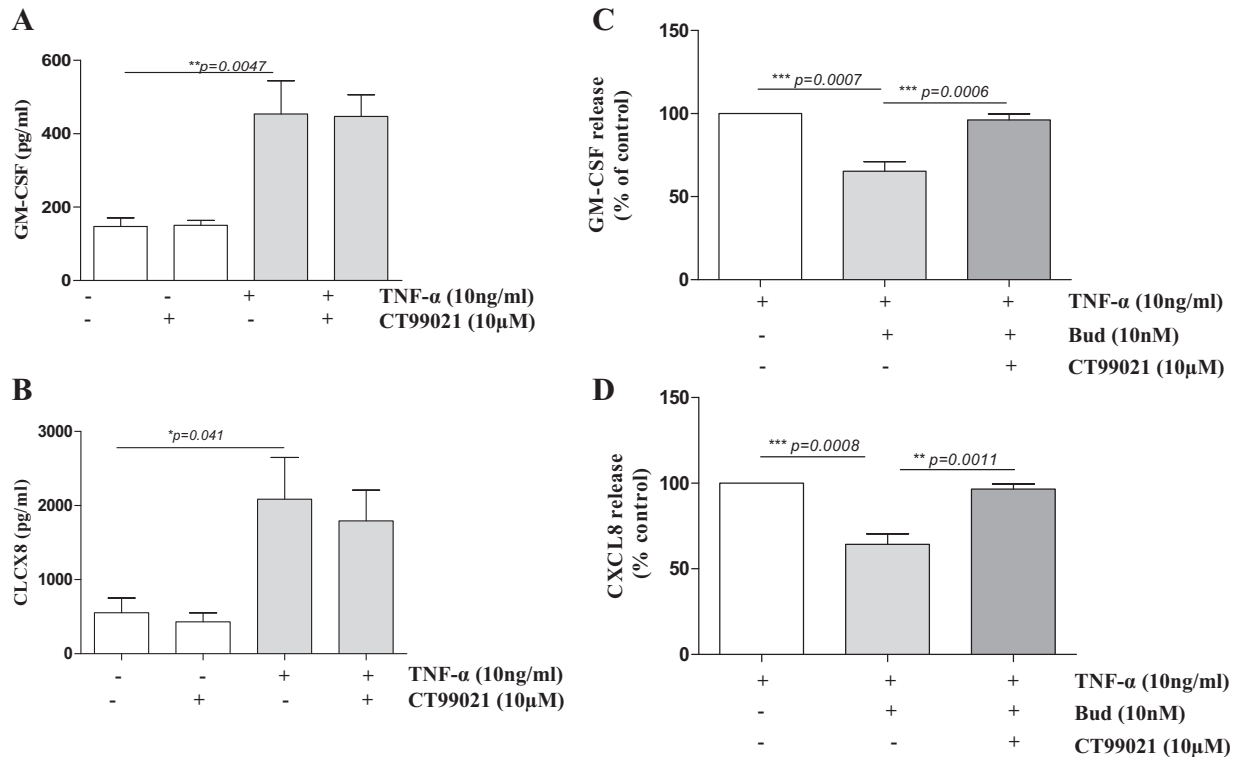 A
GM-CSF (pg/ml)
600
400
200
0
**p=0.0047
- - + + TNF-α (10ng/ml)
- + - + CT99021 (10μM)
B
CLCX8 (pg/ml)
3000
2000
1000
0
*p=0.041
- - + + TNF-α (10ng/ml)
- + - + CT99021 (10μM)
C
GM-CSF release
(% of control)
150
100
50
0
*** p=0.0007
*** p=0.0006
+ + + TNF-α (10ng/ml)
- + + Bud (10nM)
- - + CT99021 (10μM)
D
CXCL8 release
(% control)
150
100
50
0
*** p=0.0008
** p=0.0011
+ + + TNF-α (10ng/ml)
- + + Bud (10nM)
- - + CT99021 (10μM)